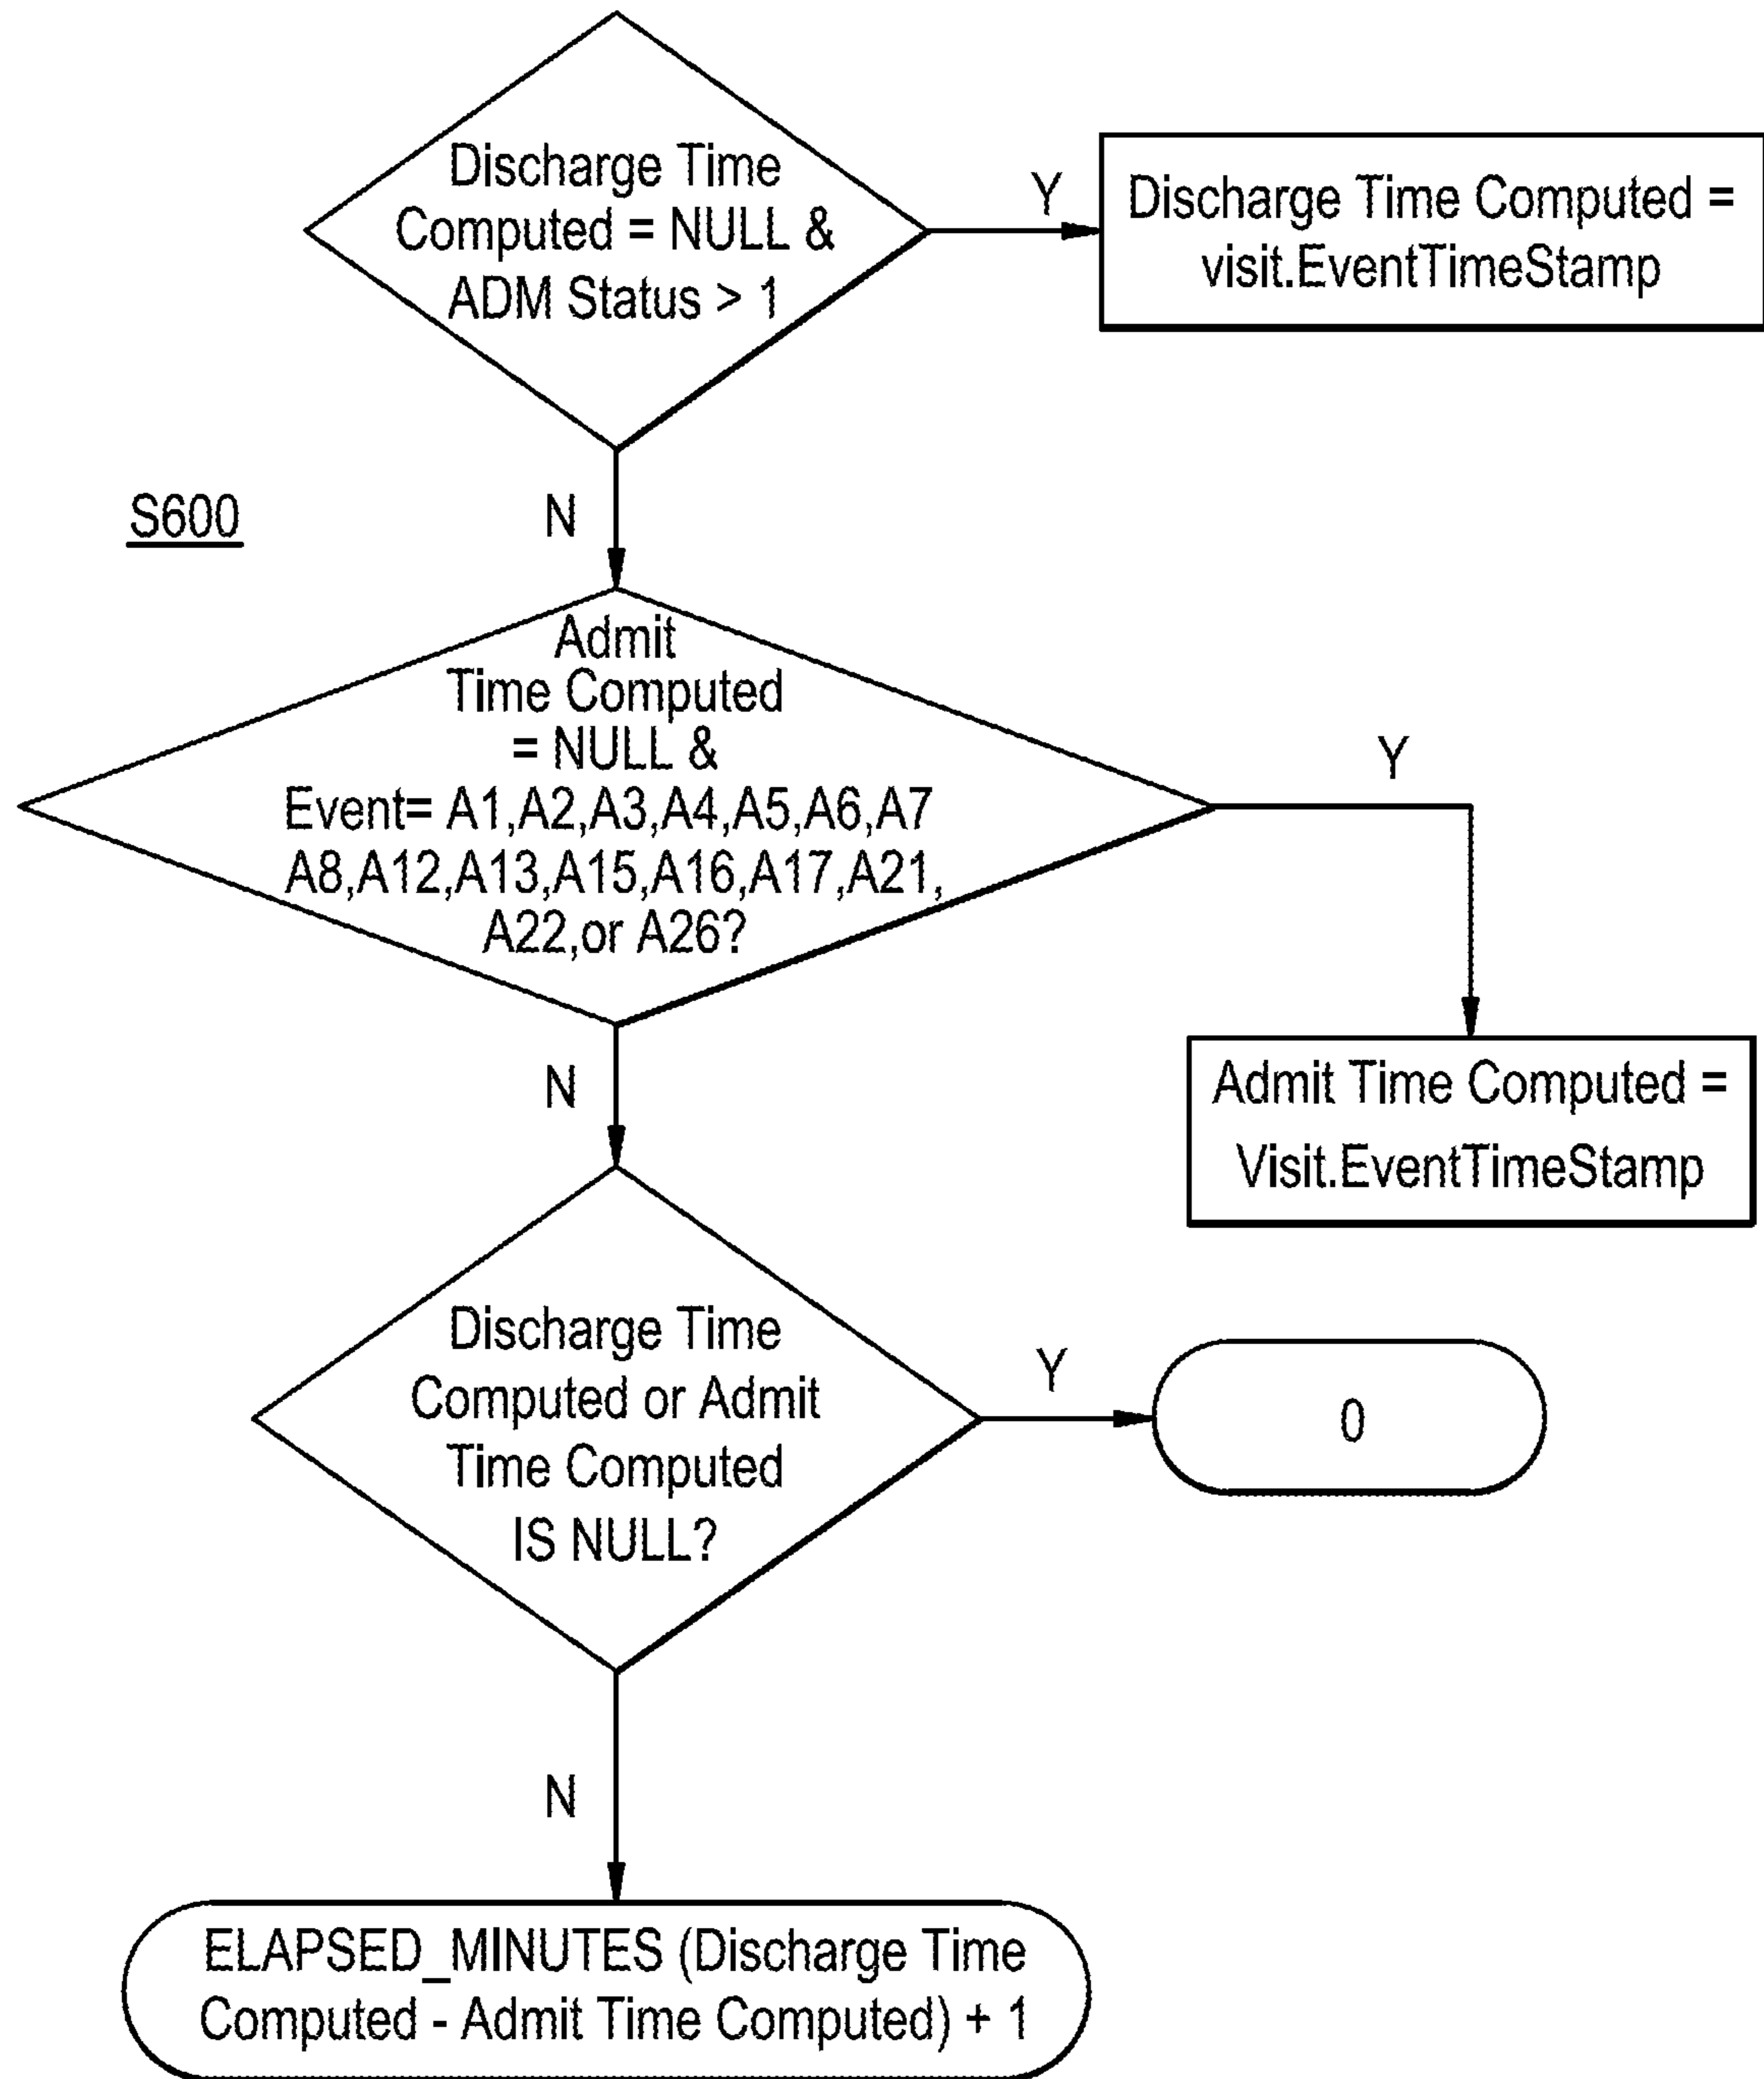 Discharge Time
Computed = NULL &
ADM Status > 1
Y
Discharge Time Computed =
visit.EventTimeStamp
S600
N
Admit
Time Computed
= NULL &
Event= A1,A2,A3,A4,A5,A6,A7
A8,A12,A13,A15,A16,A17,A21,
A22,or A26?
Y
Admit Time Computed =
Visit.EventTimeStamp
N
Discharge Time
Computed or Admit
Time Computed
IS NULL?
Y
0
N
ELAPSED_MINUTES (Discharge Time
Computed - Admit Time Computed) + 1